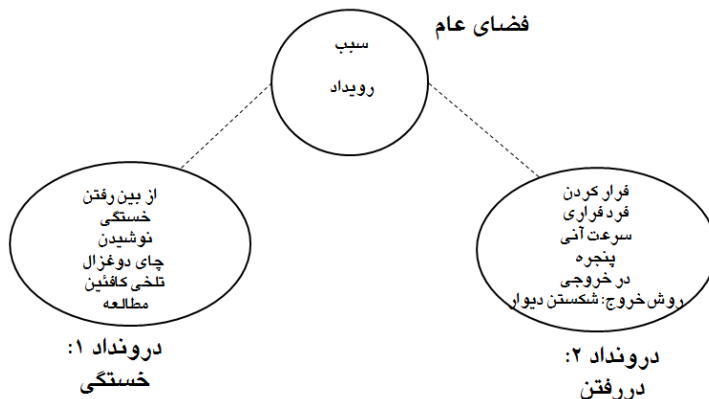 فضای عام
سبب
رویداد
از بین رفتن
خستگی
نوشیدن
چای دوغزال
تلخی کافئین
مطالعه
درونداد ۱:
خستگی
فرار کردن
فرد فراری
سرعت آنی
پنجره
در خروجی
روش خروج: شکستن دیوار
درونداد ۲:
دررفتن